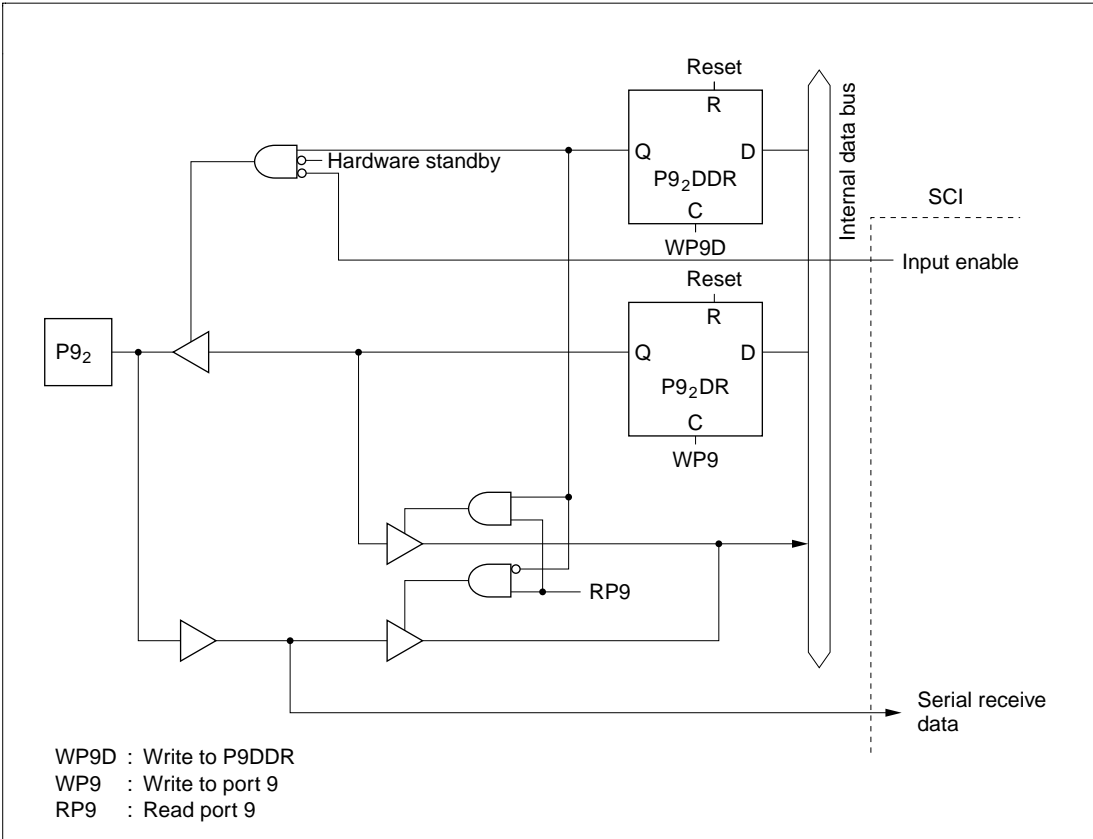 Reset
R
Q
D
P9₂DDR
C
WP9D
Hardware standby
Internal data bus
SCI
Input enable
Reset
R
Q
D
P9₂DR
C
WP9
P9₂
RP9
Serial receive
data
WP9D : Write to P9DDR
WP9 : Write to port 9
RP9 : Read port 9